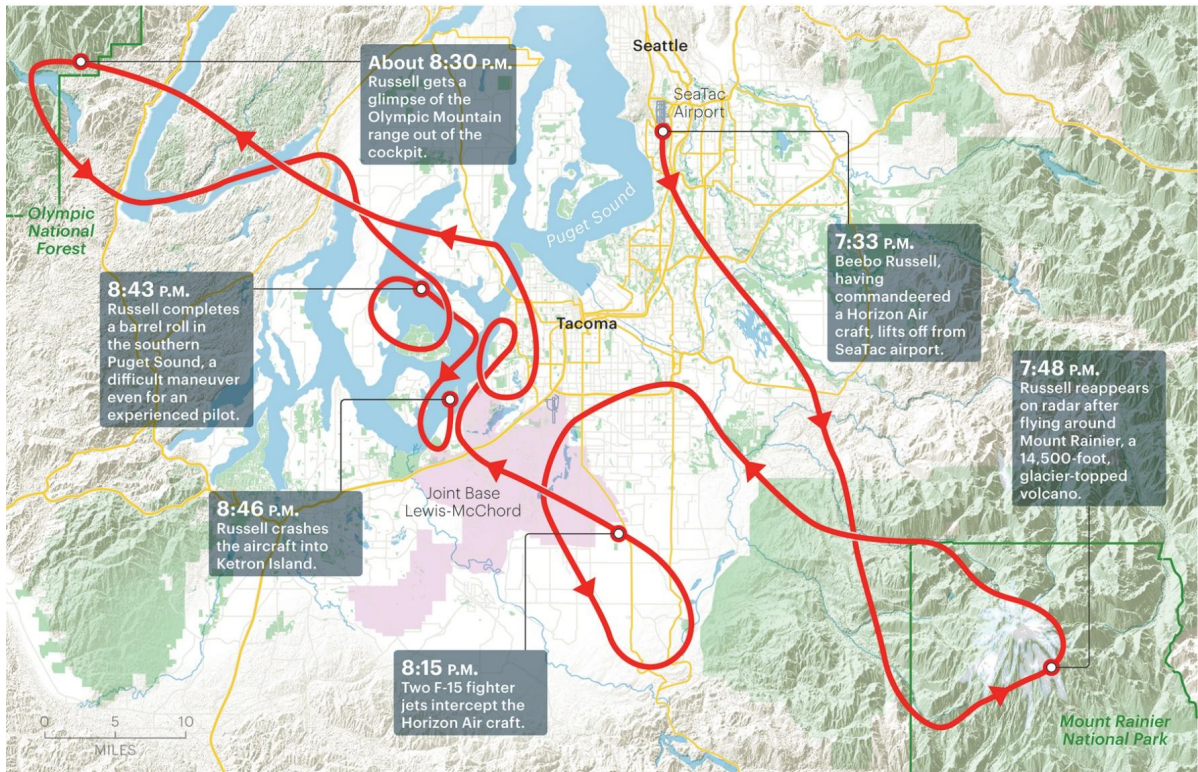 Seattle
SeaTac
Airport
About 8:30 P.M.
Russell gets a
glimpse of the
Olympic Mountain
range out of the
cockpit.
Puget Sound
Olympic
National
Forest
7:33 P.M.
Beebo Russell,
having
commandeered
a Horizon Air
craft, lifts off from
SeaTac airport.
8:43 P.M.
Russell completes
a barrel roll in
the southern
Puget Sound, a
difficult maneuver
even for an
experienced pilot.
Tacoma
7:48 P.M.
Russell reappears
on radar after
flying around
Mount Rainier, a
14,500-foot,
glacier-topped
volcano.
Joint Base
Lewis-McChord
8:46 P.M.
Russell crashes
the aircraft into
Ketron Island.
8:15 P.M.
Two F-15 fighter
jets intercept the
Horizon Air craft.
0 5 10
MILES
Mount Rainier
National Park